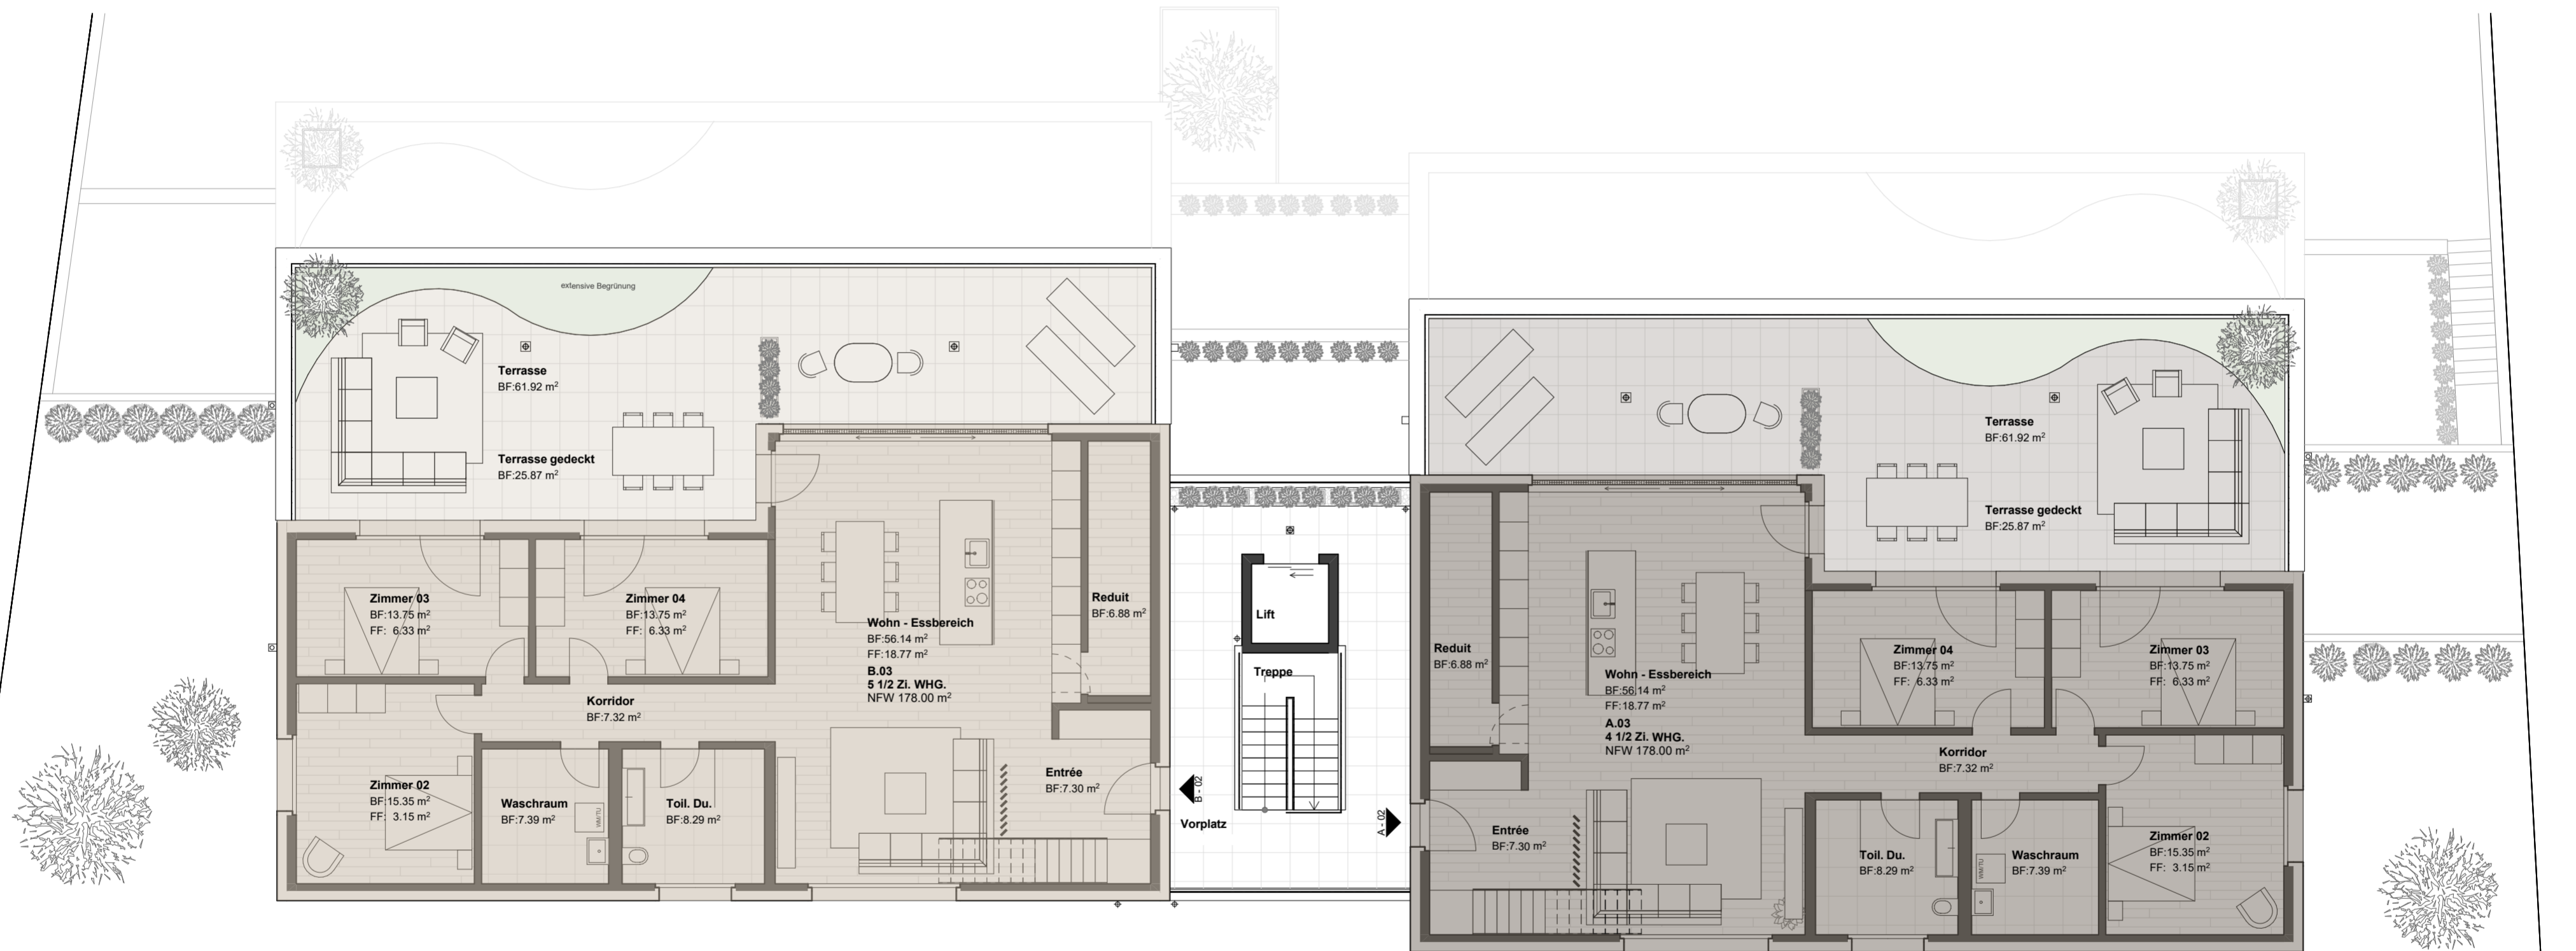 extensive Begrünung
Terrasse
BF:61.92 m²
Terrasse gedeckt
BF:25.87 m²
Zimmer 03
BF:13.75 m²
FF: 6.33 m²
Zimmer 04
BF:13.75 m²
FF: 6.33 m²
Wohn - Essbereich
BF:56.14 m²
FF:18.77 m²
B.03
5 1/2 Zi. WHG.
NFW 178.00 m²
Reduit
BF:6.88 m²
Korridor
BF:7.32 m²
Zimmer 02
BF:15.35 m²
FF: 3.15 m²
Waschraum
BF:7.39 m²
WM/TU
Toil. Du.
BF:8.29 m²
Entrée
BF:7.30 m²
Lift
Treppe
B - 02
Vorplatz
A - 02
Terrasse
BF:61.92 m²
Terrasse gedeckt
BF:25.87 m²
Reduit
BF:6.88 m²
Wohn - Essbereich
BF:56.14 m²
FF:18.77 m²
A.03
4 1/2 Zi. WHG.
NFW 178.00 m²
Zimmer 04
BF:13.75 m²
FF: 6.33 m²
Zimmer 03
BF:13.75 m²
FF: 6.33 m²
Korridor
BF:7.32 m²
Entrée
BF:7.30 m²
Toil. Du.
BF:8.29 m²
WM/TU
Waschraum
BF:7.39 m²
Zimmer 02
BF:15.35 m²
FF: 3.15 m²